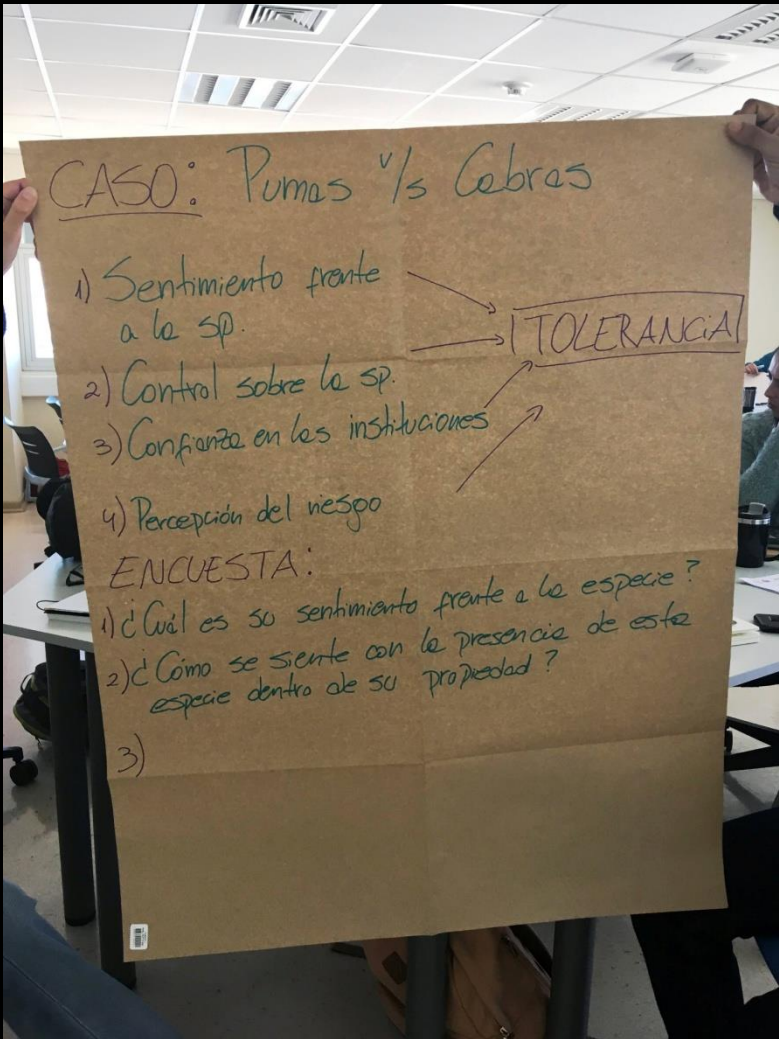 CASO: Pumas v/s Cabras
1) Sentimiento frente
a la sp.
TOLERANCIA
2) Control sobre la sp.
3) Confianza en las instituciones
4) Percepción del riesgo
ENCUESTA:
1) ¿Cuál es su sentimiento frente a la especie?
2) ¿Cómo se siente con la presencia de esta
especie dentro de su propiedad?
3)